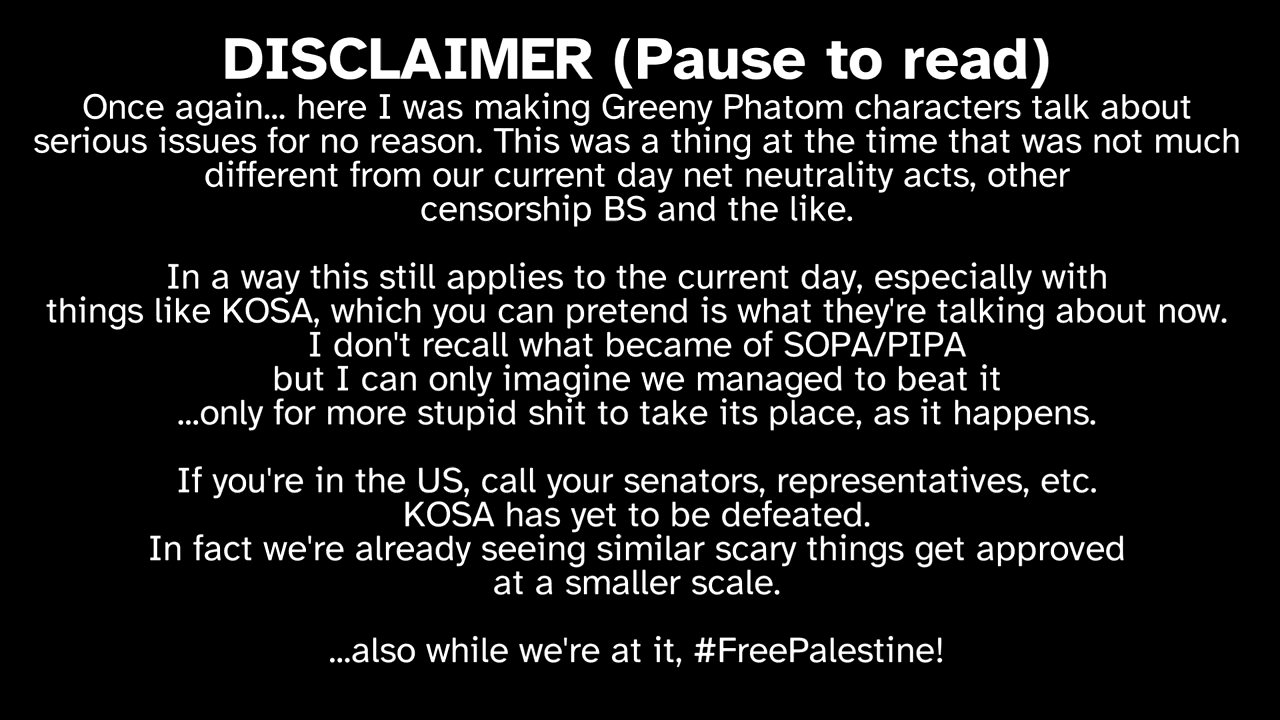 DISCLAIMER (Pause to read)
Once again... here I was making Greeny Phatom characters talk about
serious issues for no reason. This was a thing at the time that was not much
different from our current day net neutrality acts, other
censorship BS and the like.
In a way this still applies to the current day, especially with
things like KOSA, which you can pretend is what they're talking about now.
I don't recall what became of SOPA/PIPA
but I can only imagine we managed to beat it
...only for more stupid shit to take its place, as it happens.
If you're in the US, call your senators, representatives, etc.
KOSA has yet to be defeated.
In fact we're already seeing similar scary things get approved
at a smaller scale.
...also while we're at it, #FreePalestine!